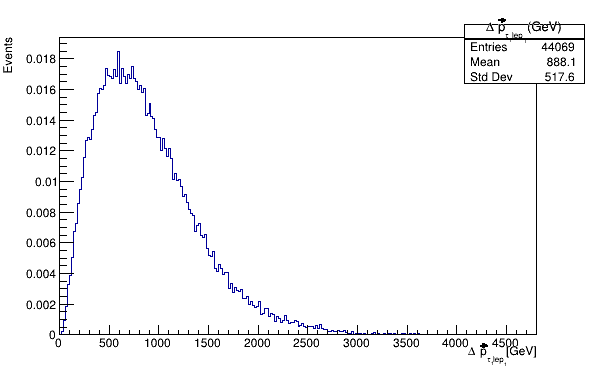 Δ p⃗ τ₁lep₁ (GeV)
Entries 44069
Mean 888.1
Std Dev 517.6
Events
0.018
0.016
0.014
0.012
0.01
0.008
0.006
0.004
0.002
0
0 500 1000 1500 2000 2500 3000 3500 4000 4500
Δ p⃗ τ₁lep₁ [GeV]